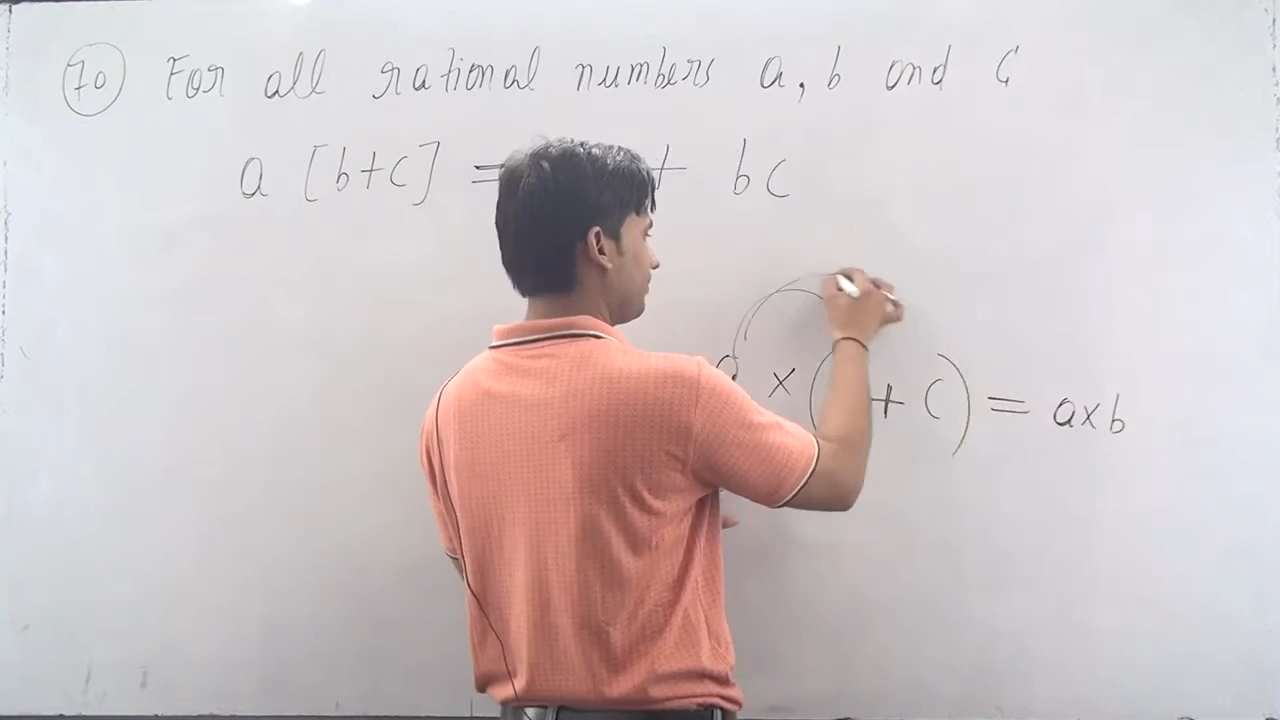 70 For all rational numbers a, b and c
a [b+c] = + bc
a × ( + c) = a×b